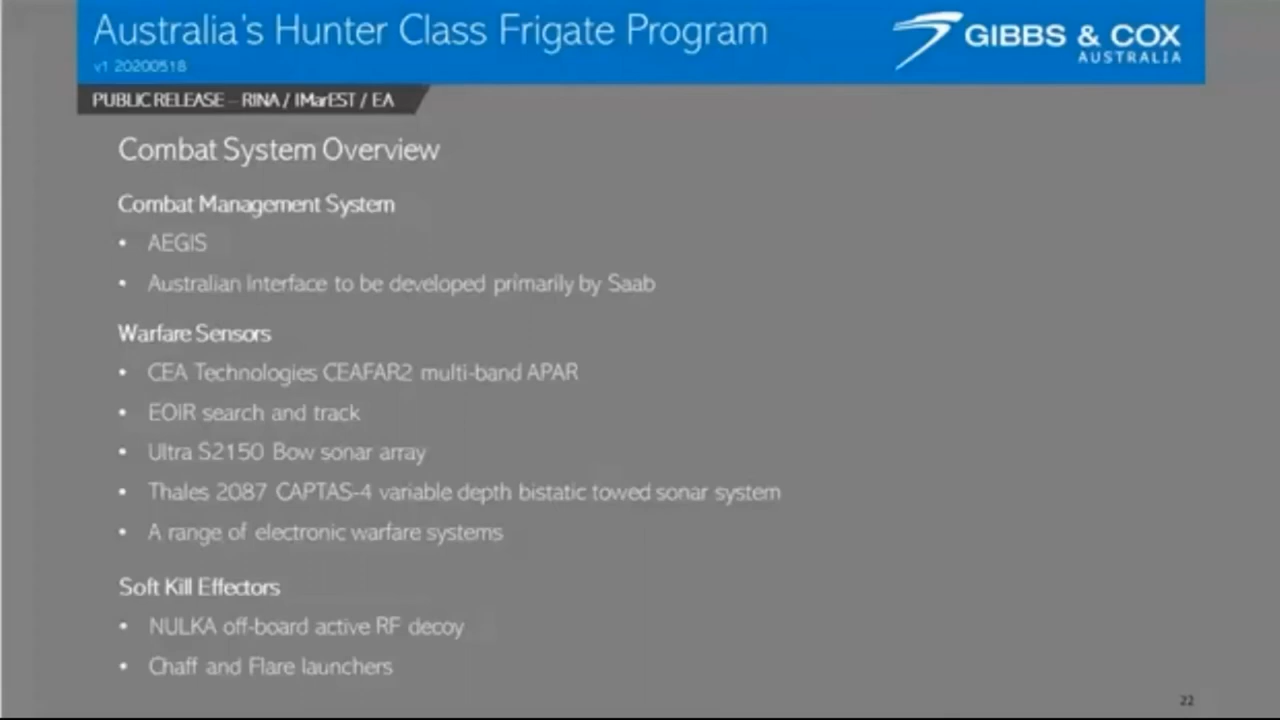 Australia's Hunter Class Frigate Program
v1 20200518
GIBBS & COX
AUSTRALIA
PUBLIC RELEASE – RINA / IMarEST / EA
Combat System Overview
Combat Management System
• AEGIS
• Australian Interface to be developed primarily by Saab
Warfare Sensors
• CEA Technologies CEAFAR2 multi-band APAR
• EOIR search and track
• Ultra S2150 Bow sonar array
• Thales 2087 CAPTAS-4 variable depth bistatic towed sonar system
• A range of electronic warfare systems
Soft Kill Effectors
• NULKA off-board active RF decoy
• Chaff and Flare launchers
22